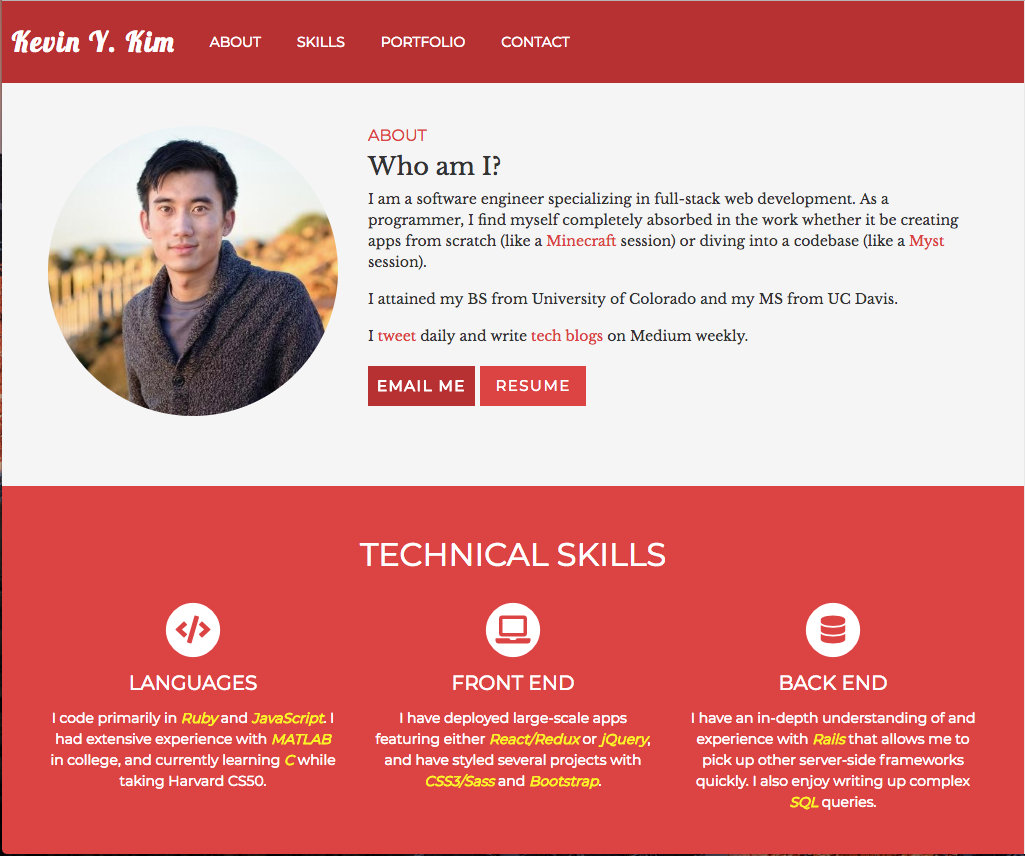 Kevin Y. Kim ABOUT SKILLS PORTFOLIO CONTACT
ABOUT
Who am I?
I am a software engineer specializing in full-stack web development. As a
programmer, I find myself completely absorbed in the work whether it be creating
apps from scratch (like a Minecraft session) or diving into a codebase (like a Myst
session).
I attained my BS from University of Colorado and my MS from UC Davis.
I tweet daily and write tech blogs on Medium weekly.
EMAIL ME RESUME
TECHNICAL SKILLS
LANGUAGES
I code primarily in Ruby and JavaScript. I
had extensive experience with MATLAB
in college, and currently learning C while
taking Harvard CS50.
FRONT END
I have deployed large-scale apps
featuring either React/Redux or jQuery,
and have styled several projects with
CSS3/Sass and Bootstrap.
BACK END
I have an in-depth understanding of and
experience with Rails that allows me to
pick up other server-side frameworks
quickly. I also enjoy writing up complex
SQL queries.